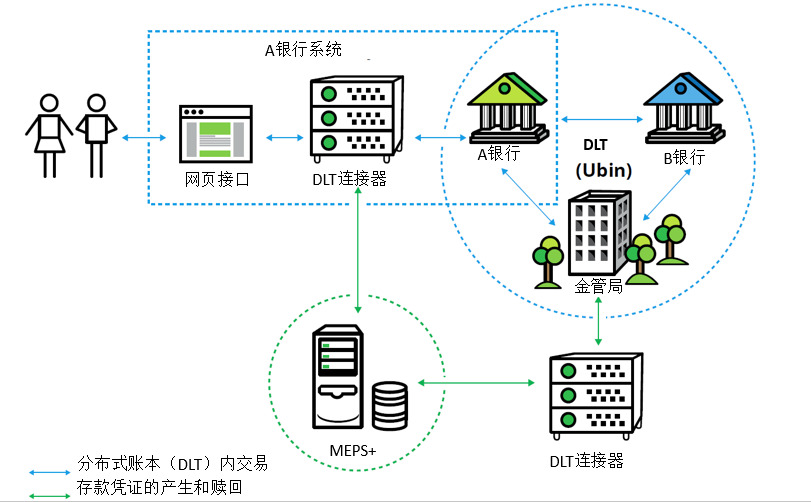 A银行系统
网页接口
DLT连接器
A银行
DLT
(Ubin)
B银行
金管局
MEPS+
DLT连接器
分布式账本（DLT）内交易
存款凭证的产生和赎回